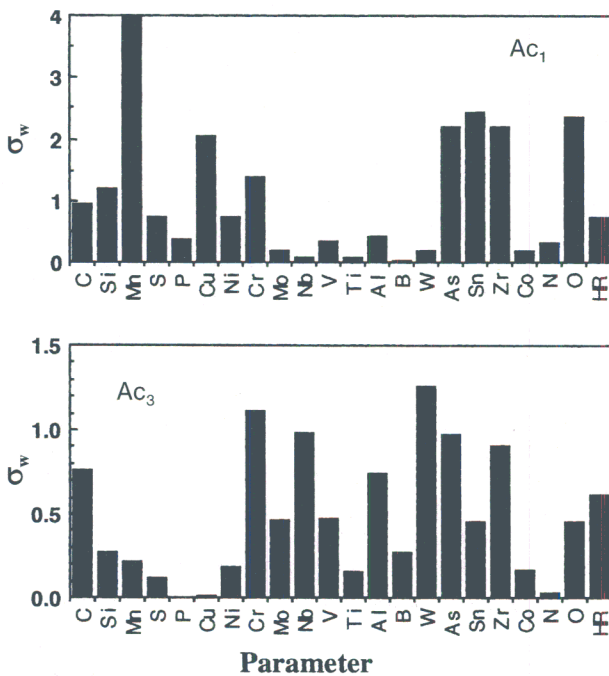 Ac₁
σw
4
3
2
1
0
C Si Mn S P Cu Ni Cr Mo Nb V Ti Al B W As Sn Zr Co N O HR
Ac₃
σw
1.5
1.0
0.5
0.0
C Si Mn S P Cu Ni Cr Mo Nb V Ti Al B W As Sn Zr Co N O HR
Parameter